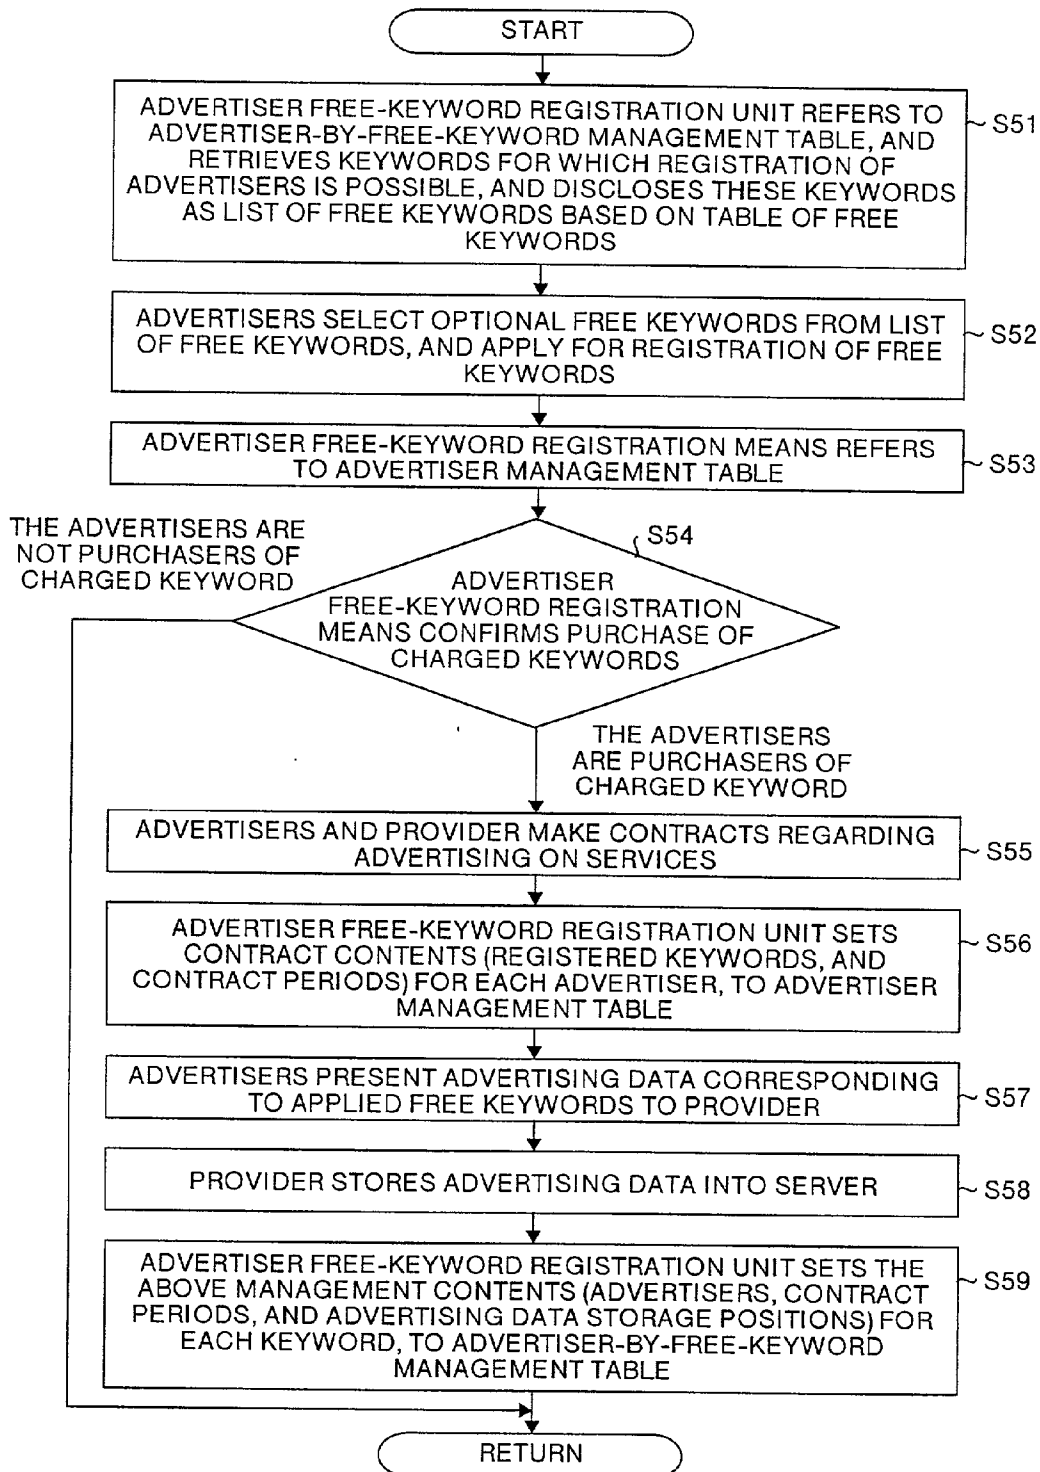 START
ADVERTISER FREE-KEYWORD REGISTRATION UNIT REFERS TO
ADVERTISER-BY-FREE-KEYWORD MANAGEMENT TABLE, AND
RETRIEVES KEYWORDS FOR WHICH REGISTRATION OF
ADVERTISERS IS POSSIBLE, AND DISCLOSES THESE KEYWORDS
AS LIST OF FREE KEYWORDS BASED ON TABLE OF FREE
KEYWORDS
S51
ADVERTISERS SELECT OPTIONAL FREE KEYWORDS FROM LIST
OF FREE KEYWORDS, AND APPLY FOR REGISTRATION OF FREE
KEYWORDS
S52
ADVERTISER FREE-KEYWORD REGISTRATION MEANS REFERS
TO ADVERTISER MANAGEMENT TABLE
S53
THE ADVERTISERS ARE
NOT PURCHASERS OF
CHARGED KEYWORD
S54
ADVERTISER
FREE-KEYWORD REGISTRATION
MEANS CONFIRMS PURCHASE OF
CHARGED KEYWORDS
THE ADVERTISERS
ARE PURCHASERS OF
CHARGED KEYWORD
ADVERTISERS AND PROVIDER MAKE CONTRACTS REGARDING
ADVERTISING ON SERVICES
S55
ADVERTISER FREE-KEYWORD REGISTRATION UNIT SETS
CONTRACT CONTENTS (REGISTERED KEYWORDS, AND
CONTRACT PERIODS) FOR EACH ADVERTISER, TO ADVERTISER
MANAGEMENT TABLE
S56
ADVERTISERS PRESENT ADVERTISING DATA CORRESPONDING
TO APPLIED FREE KEYWORDS TO PROVIDER
S57
PROVIDER STORES ADVERTISING DATA INTO SERVER
S58
ADVERTISER FREE-KEYWORD REGISTRATION UNIT SETS THE
ABOVE MANAGEMENT CONTENTS (ADVERTISERS, CONTRACT
PERIODS, AND ADVERTISING DATA STORAGE POSITIONS) FOR
EACH KEYWORD, TO ADVERTISER-BY-FREE-KEYWORD
MANAGEMENT TABLE
S59
RETURN